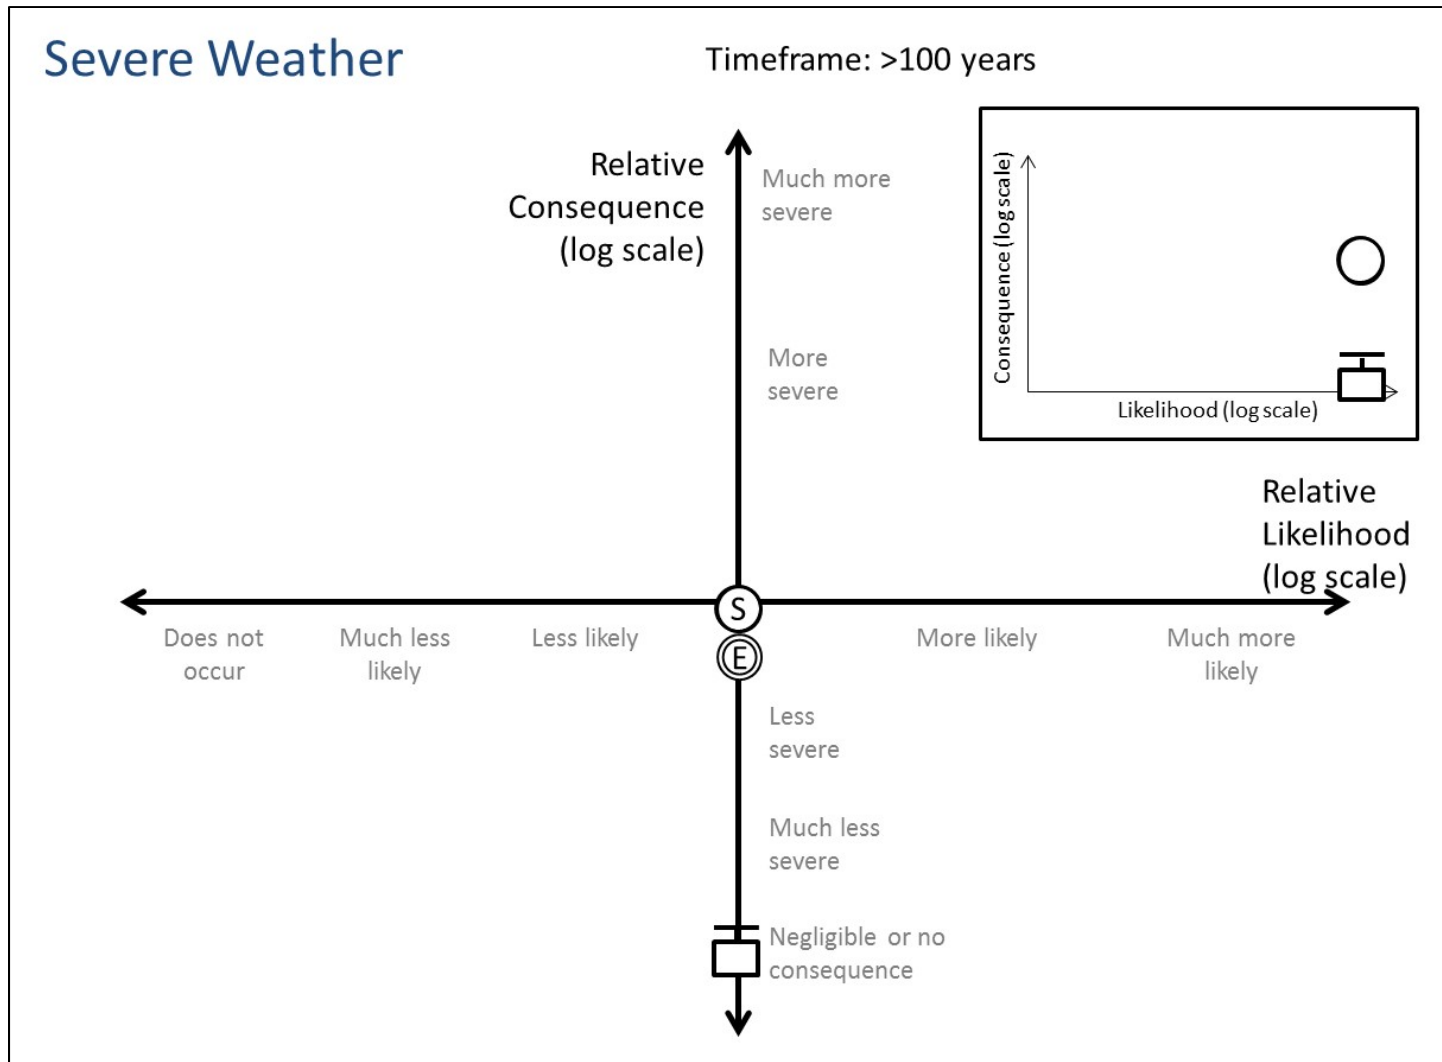 Severe Weather
Timeframe: >100 years
Relative
Consequence
(log scale)
Much more
severe
More
severe
Consequence (log scale)
Likelihood (log scale)
Relative
Likelihood
(log scale)
S
E
Does not
occur
Much less
likely
Less likely
More likely
Much more
likely
Less
severe
Much less
severe
Negligible or no
consequence